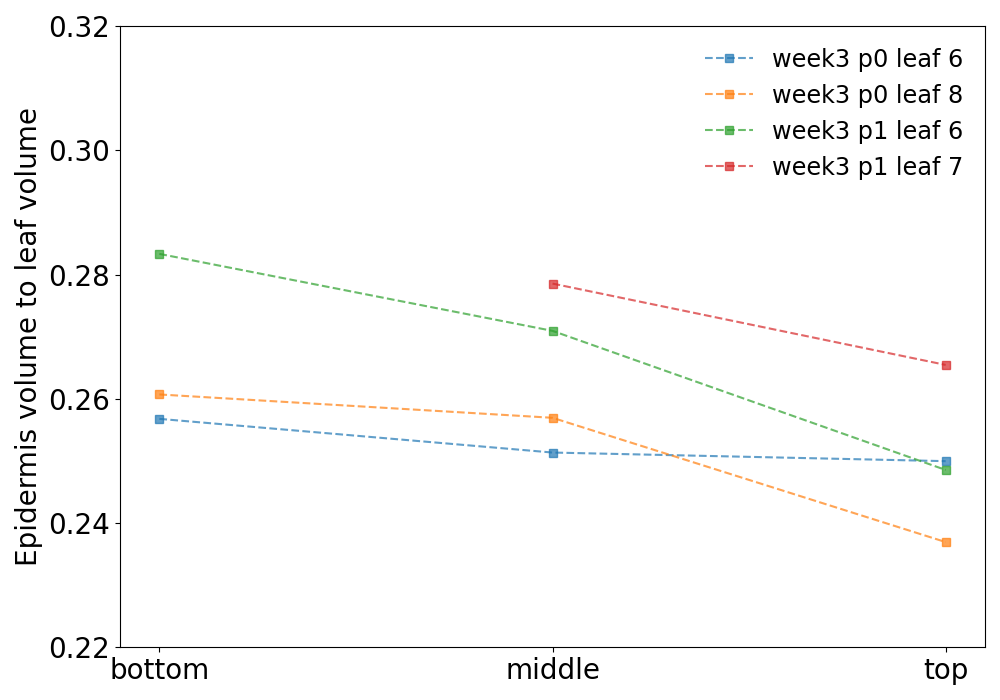 Epidermis volume to leaf volume
0.32
0.30
0.28
0.26
0.24
0.22
bottom middle top
week3 p0 leaf 6
week3 p0 leaf 8
week3 p1 leaf 6
week3 p1 leaf 7